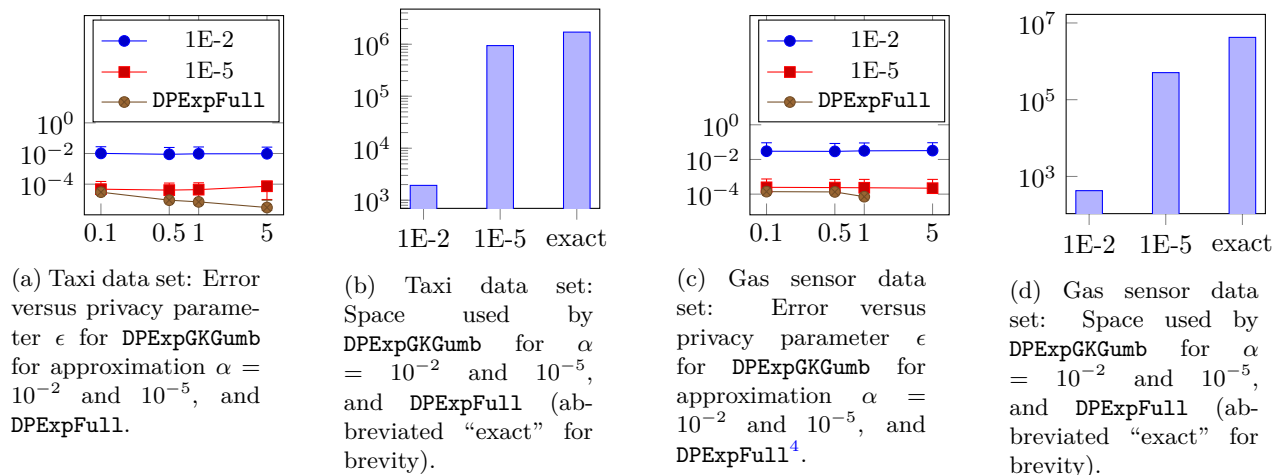 1E-2
1E-5
DPExpFull
10^0
10^−2
10^−4
0.1 0.5 1 5
(a) Taxi data set: Error
versus privacy parame-
ter ϵ for DPExpGKGumb
for approximation α =
10^−2 and 10^−5, and
DPExpFull.
10^6
10^5
10^4
10^3
1E-2 1E-5 exact
(b) Taxi data set:
Space used by
DPExpGKGumb for α
= 10^−2 and 10^−5,
and DPExpFull (ab-
breviated “exact” for
brevity).
1E-2
1E-5
DPExpFull
10^0
10^−2
10^−4
0.1 0.5 1 5
(c) Gas sensor data
set: Error versus
privacy parameter ϵ
for DPExpGKGumb for
approximation α =
10^−2 and 10^−5, and
DPExpFull^4.
10^7
10^5
10^3
1E-2 1E-5 exact
(d) Gas sensor data
set: Space used by
DPExpGKGumb for α
= 10^−2 and 10^−5,
and DPExpFull (ab-
breviated “exact” for
brevity).